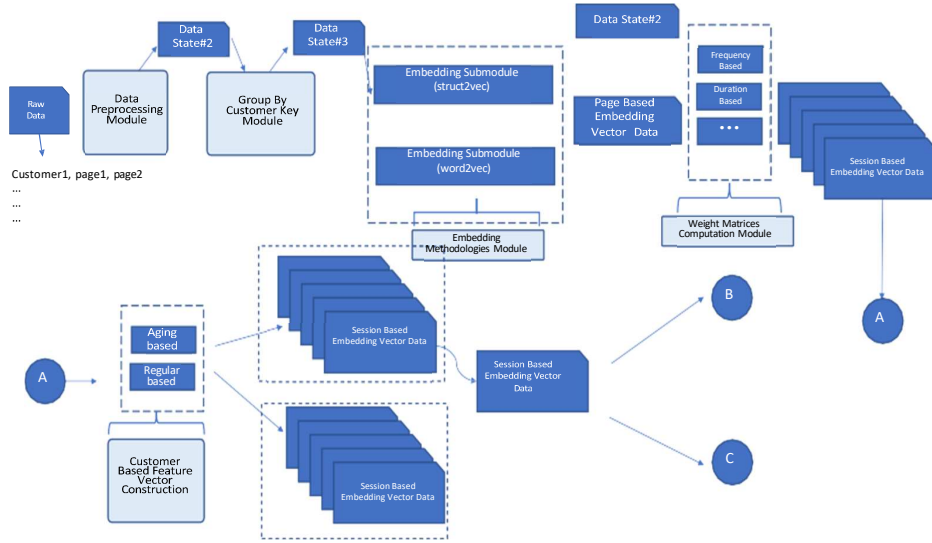 Raw
Data
Customer1, page1, page2
...
...
...
Data
Preprocessing
Module
Data
State#2
Group By
Customer Key
Module
Data
State#3
Embedding Submodule
(struct2vec)
Embedding Submodule
(word2vec)
Embedding
Methodologies Module
Data State#2
Page Based
Embedding
Vector Data
Frequency
Based
Duration
Based
...
Weight Matrices
Computation Module
Session Based
Embedding Vector Data
A
A
Aging
based
Regular
based
Customer
Based Feature
Vector
Construction
Session Based
Embedding Vector Data
Session Based
Embedding Vector Data
Session Based
Embedding Vector
Data
B
C